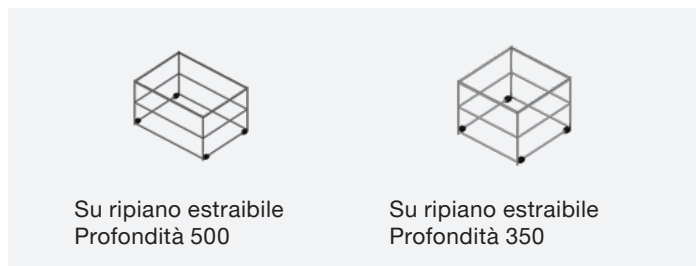 Su ripiano estraibile
Profondità 500
Su ripiano estraibile
Profondità 350